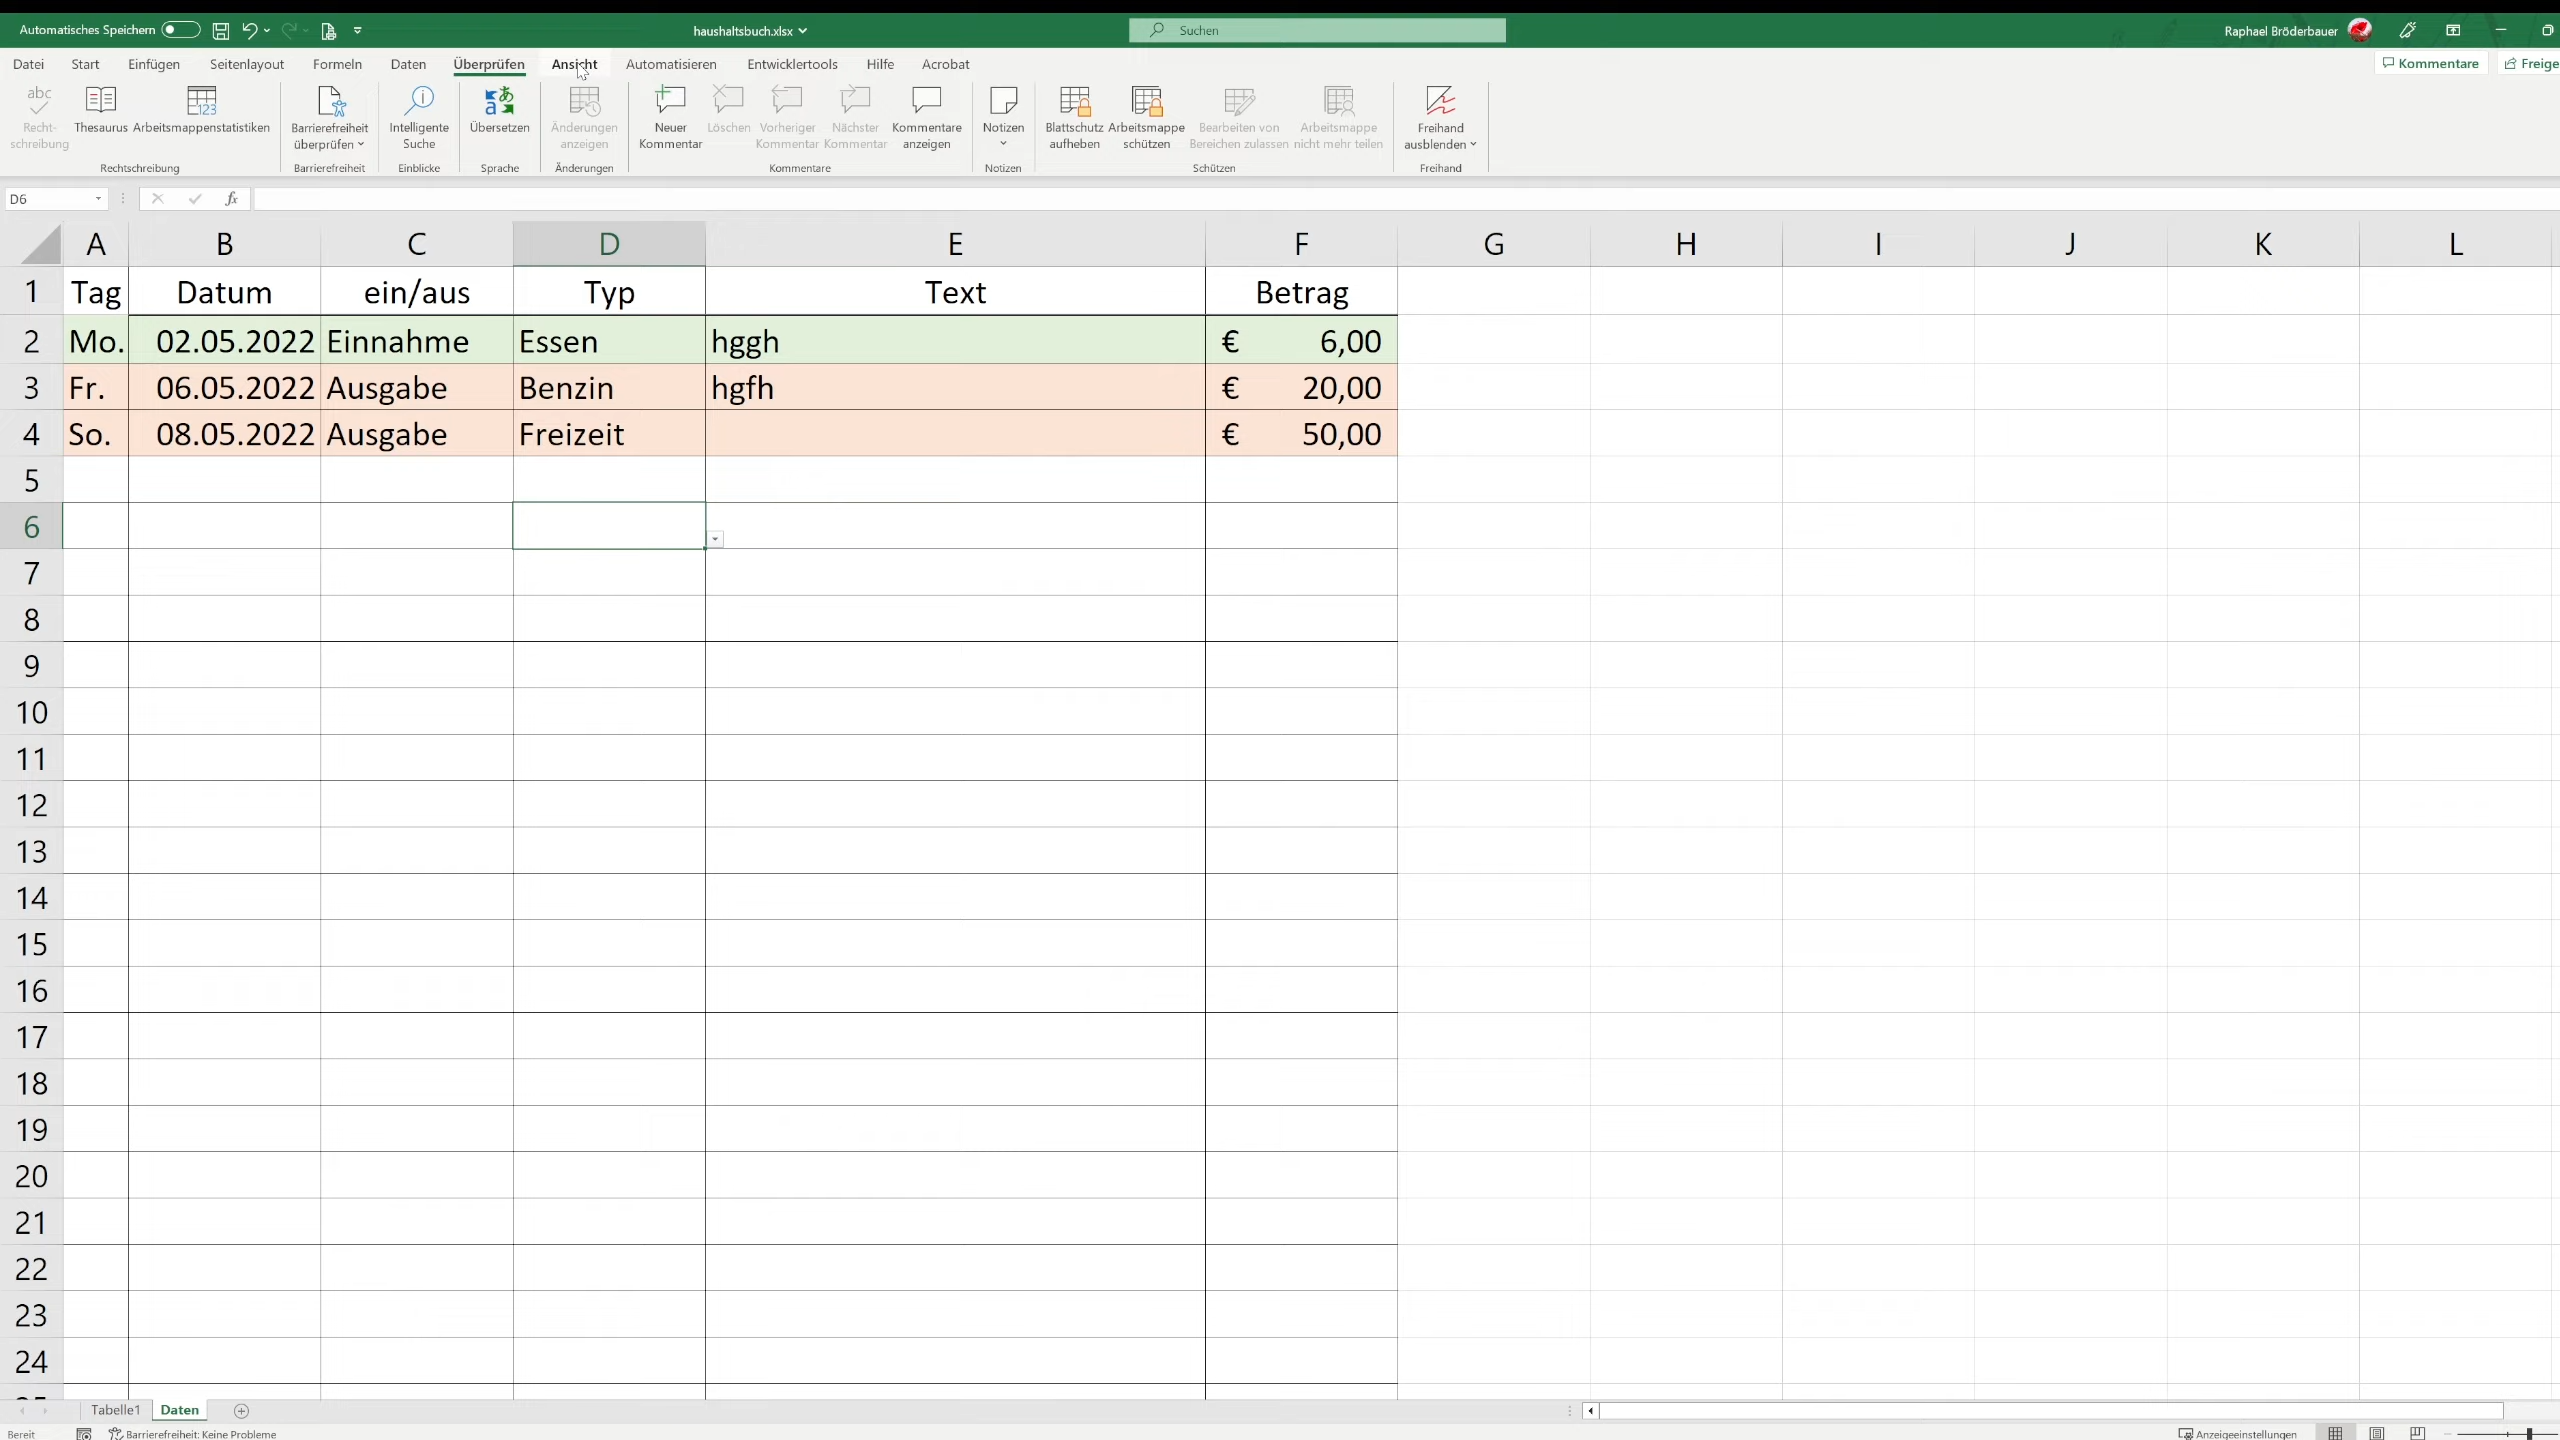 Automatisches Speichern
haushaltsbuch.xlsx
Suchen
Raphael Bröderbauer
Datei Start Einfügen Seitenlayout Formeln Daten Überprüfen Ansicht Automatisieren Entwicklertools Hilfe Acrobat
Kommentare Freige
abc Recht-
schreibung
Thesaurus
123 Arbeitsmappenstatistiken
Barrierefreiheit
überprüfen
Intelligente
Suche
Übersetzen
Änderungen
anzeigen
Neuer
Kommentar
Löschen
Vorheriger
Kommentar
Nächster
Kommentar
Kommentare
anzeigen
Notizen
Blattschutz
aufheben
Arbeitsmappe
schützen
Bearbeiten von
Bereichen zulassen
Arbeitsmappe
nicht mehr teilen
Freihand
ausblenden
Rechtschreibung Barrierefreiheit Einblicke Sprache Änderungen Kommentare Notizen Schützen Freihand
D6 fx
A B C D E F G H I J K L
1 Tag Datum ein/aus Typ Text Betrag
2 Mo. 02.05.2022 Einnahme Essen hggh € 6,00
3 Fr. 06.05.2022 Ausgabe Benzin hgfh € 20,00
4 So. 08.05.2022 Ausgabe Freizeit € 50,00
5
6
7
8
9
10
11
12
13
14
15
16
17
18
19
20
21
22
23
24
Tabelle1 Daten
Bereit Barrierefreiheit: Keine Probleme Anzeigeeinstellungen